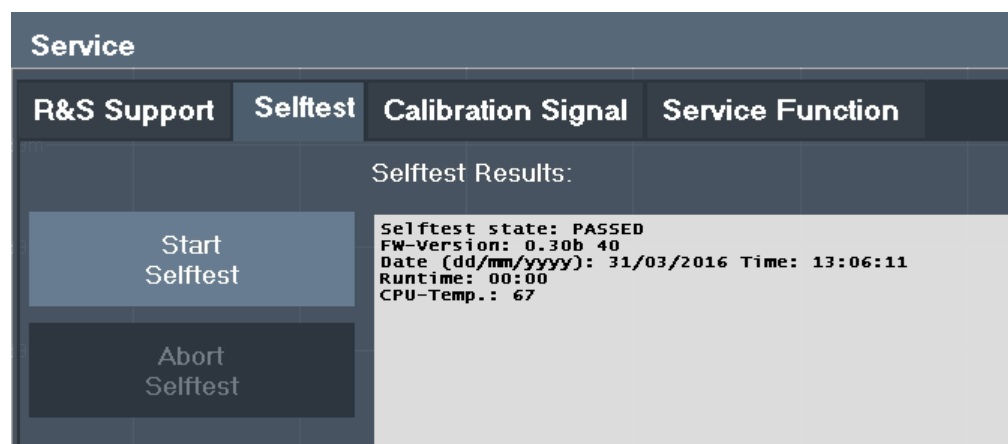 Service
R&S Support Selftest Calibration Signal Service Function
Selftest Results:
Start
Selftest
Abort
Selftest
Selftest state: PASSED
FW-Version: 0.30b 40
Date (dd/mm/yyyy): 31/03/2016 Time: 13:06:11
Runtime: 00:00
CPU-Temp.: 67